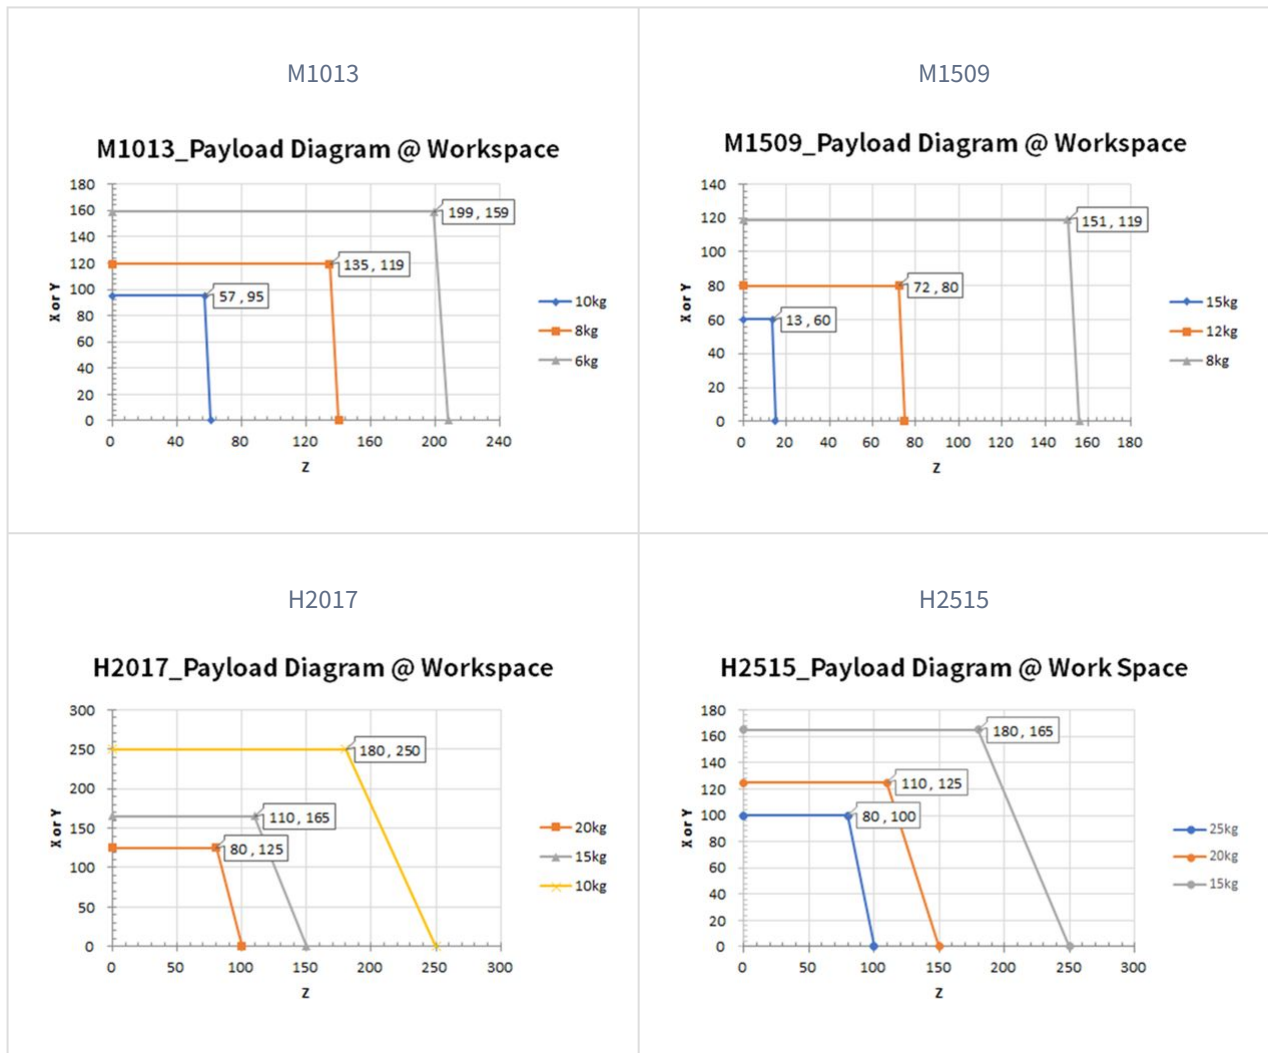 M1013
M1013_Payload Diagram @ Workspace
180
160
140
120
100
80
60
40
20
0
X or Y
199 , 159
135 , 119
57 , 95
10kg
8kg
6kg
0 40 80 120 160 200 240
Z
M1509
M1509_Payload Diagram @ Workspace
140
120
100
80
60
40
20
0
X or Y
151 , 119
72 , 80
13 , 60
15kg
12kg
8kg
0 20 40 60 80 100 120 140 160 180
Z
H2017
H2017_Payload Diagram @ Workspace
300
250
200
150
100
50
0
X or Y
180 , 250
110 , 165
80 , 125
20kg
15kg
10kg
0 50 100 150 200 250 300
Z
H2515
H2515_Payload Diagram @ Work Space
180
160
140
120
100
80
60
40
20
0
X or Y
180 , 165
110 , 125
80 , 100
25kg
20kg
15kg
0 50 100 150 200 250 300
Z